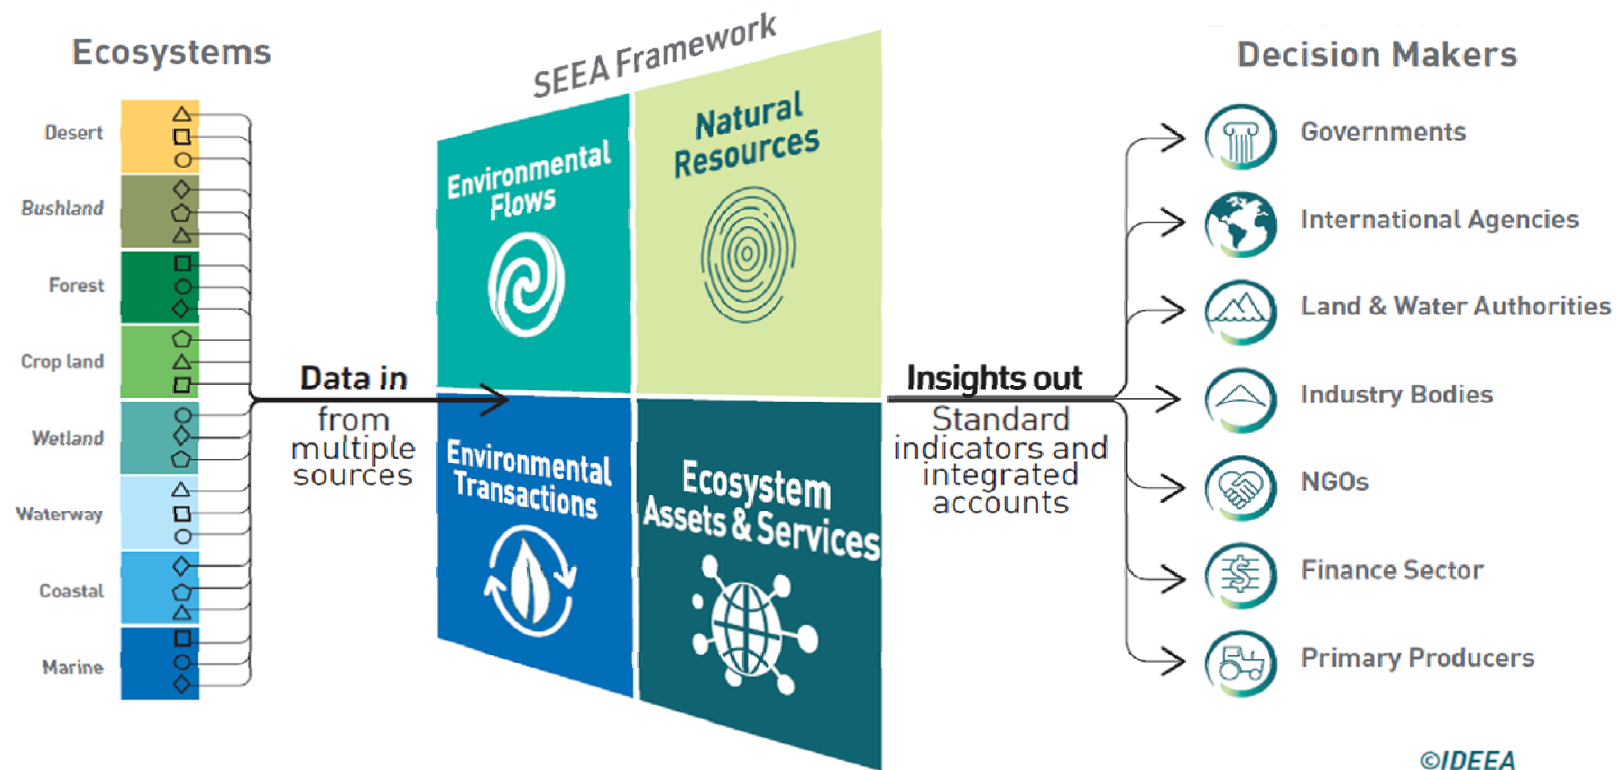 Ecosystems
Desert
Bushland
Forest
Crop land
Wetland
Waterway
Coastal
Marine
Data in
from
multiple
sources
SEEA Framework
Environmental
Flows
Natural
Resources
Environmental
Transactions
Ecosystem
Assets & Services
Insights out
Standard
indicators and
integrated
accounts
Decision Makers
Governments
International Agencies
Land & Water Authorities
Industry Bodies
NGOs
Finance Sector
Primary Producers
©IDEEA